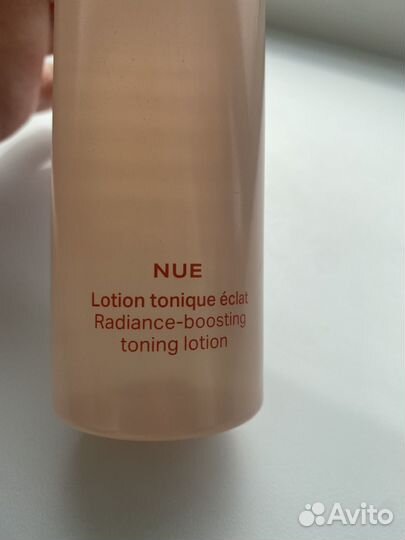 NUE
Lotion tonique éclat
Radiance-boosting
toning lotion
Avito